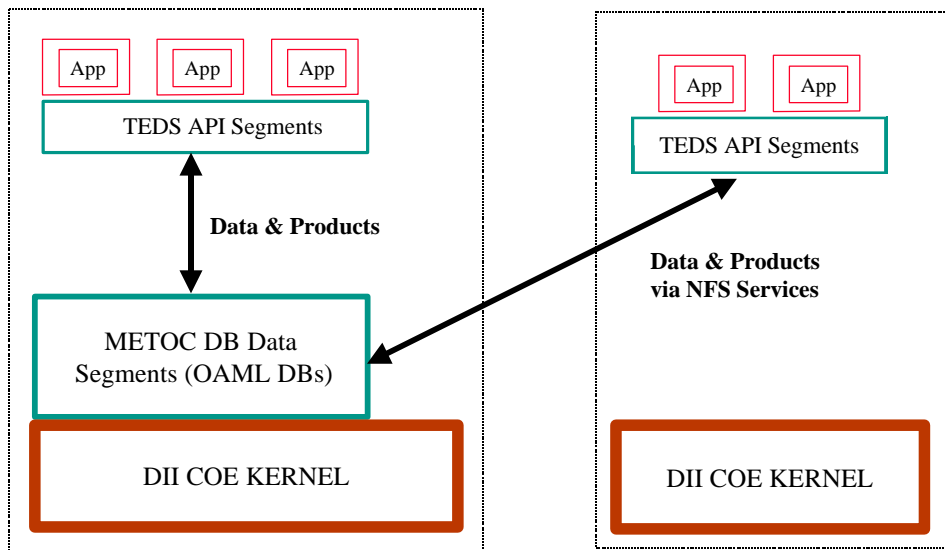 App
App
App
TEDS API Segments
Data & Products
METOC DB Data
Segments (OAML DBs)
DII COE KERNEL
App
App
TEDS API Segments
Data & Products
via NFS Services
DII COE KERNEL